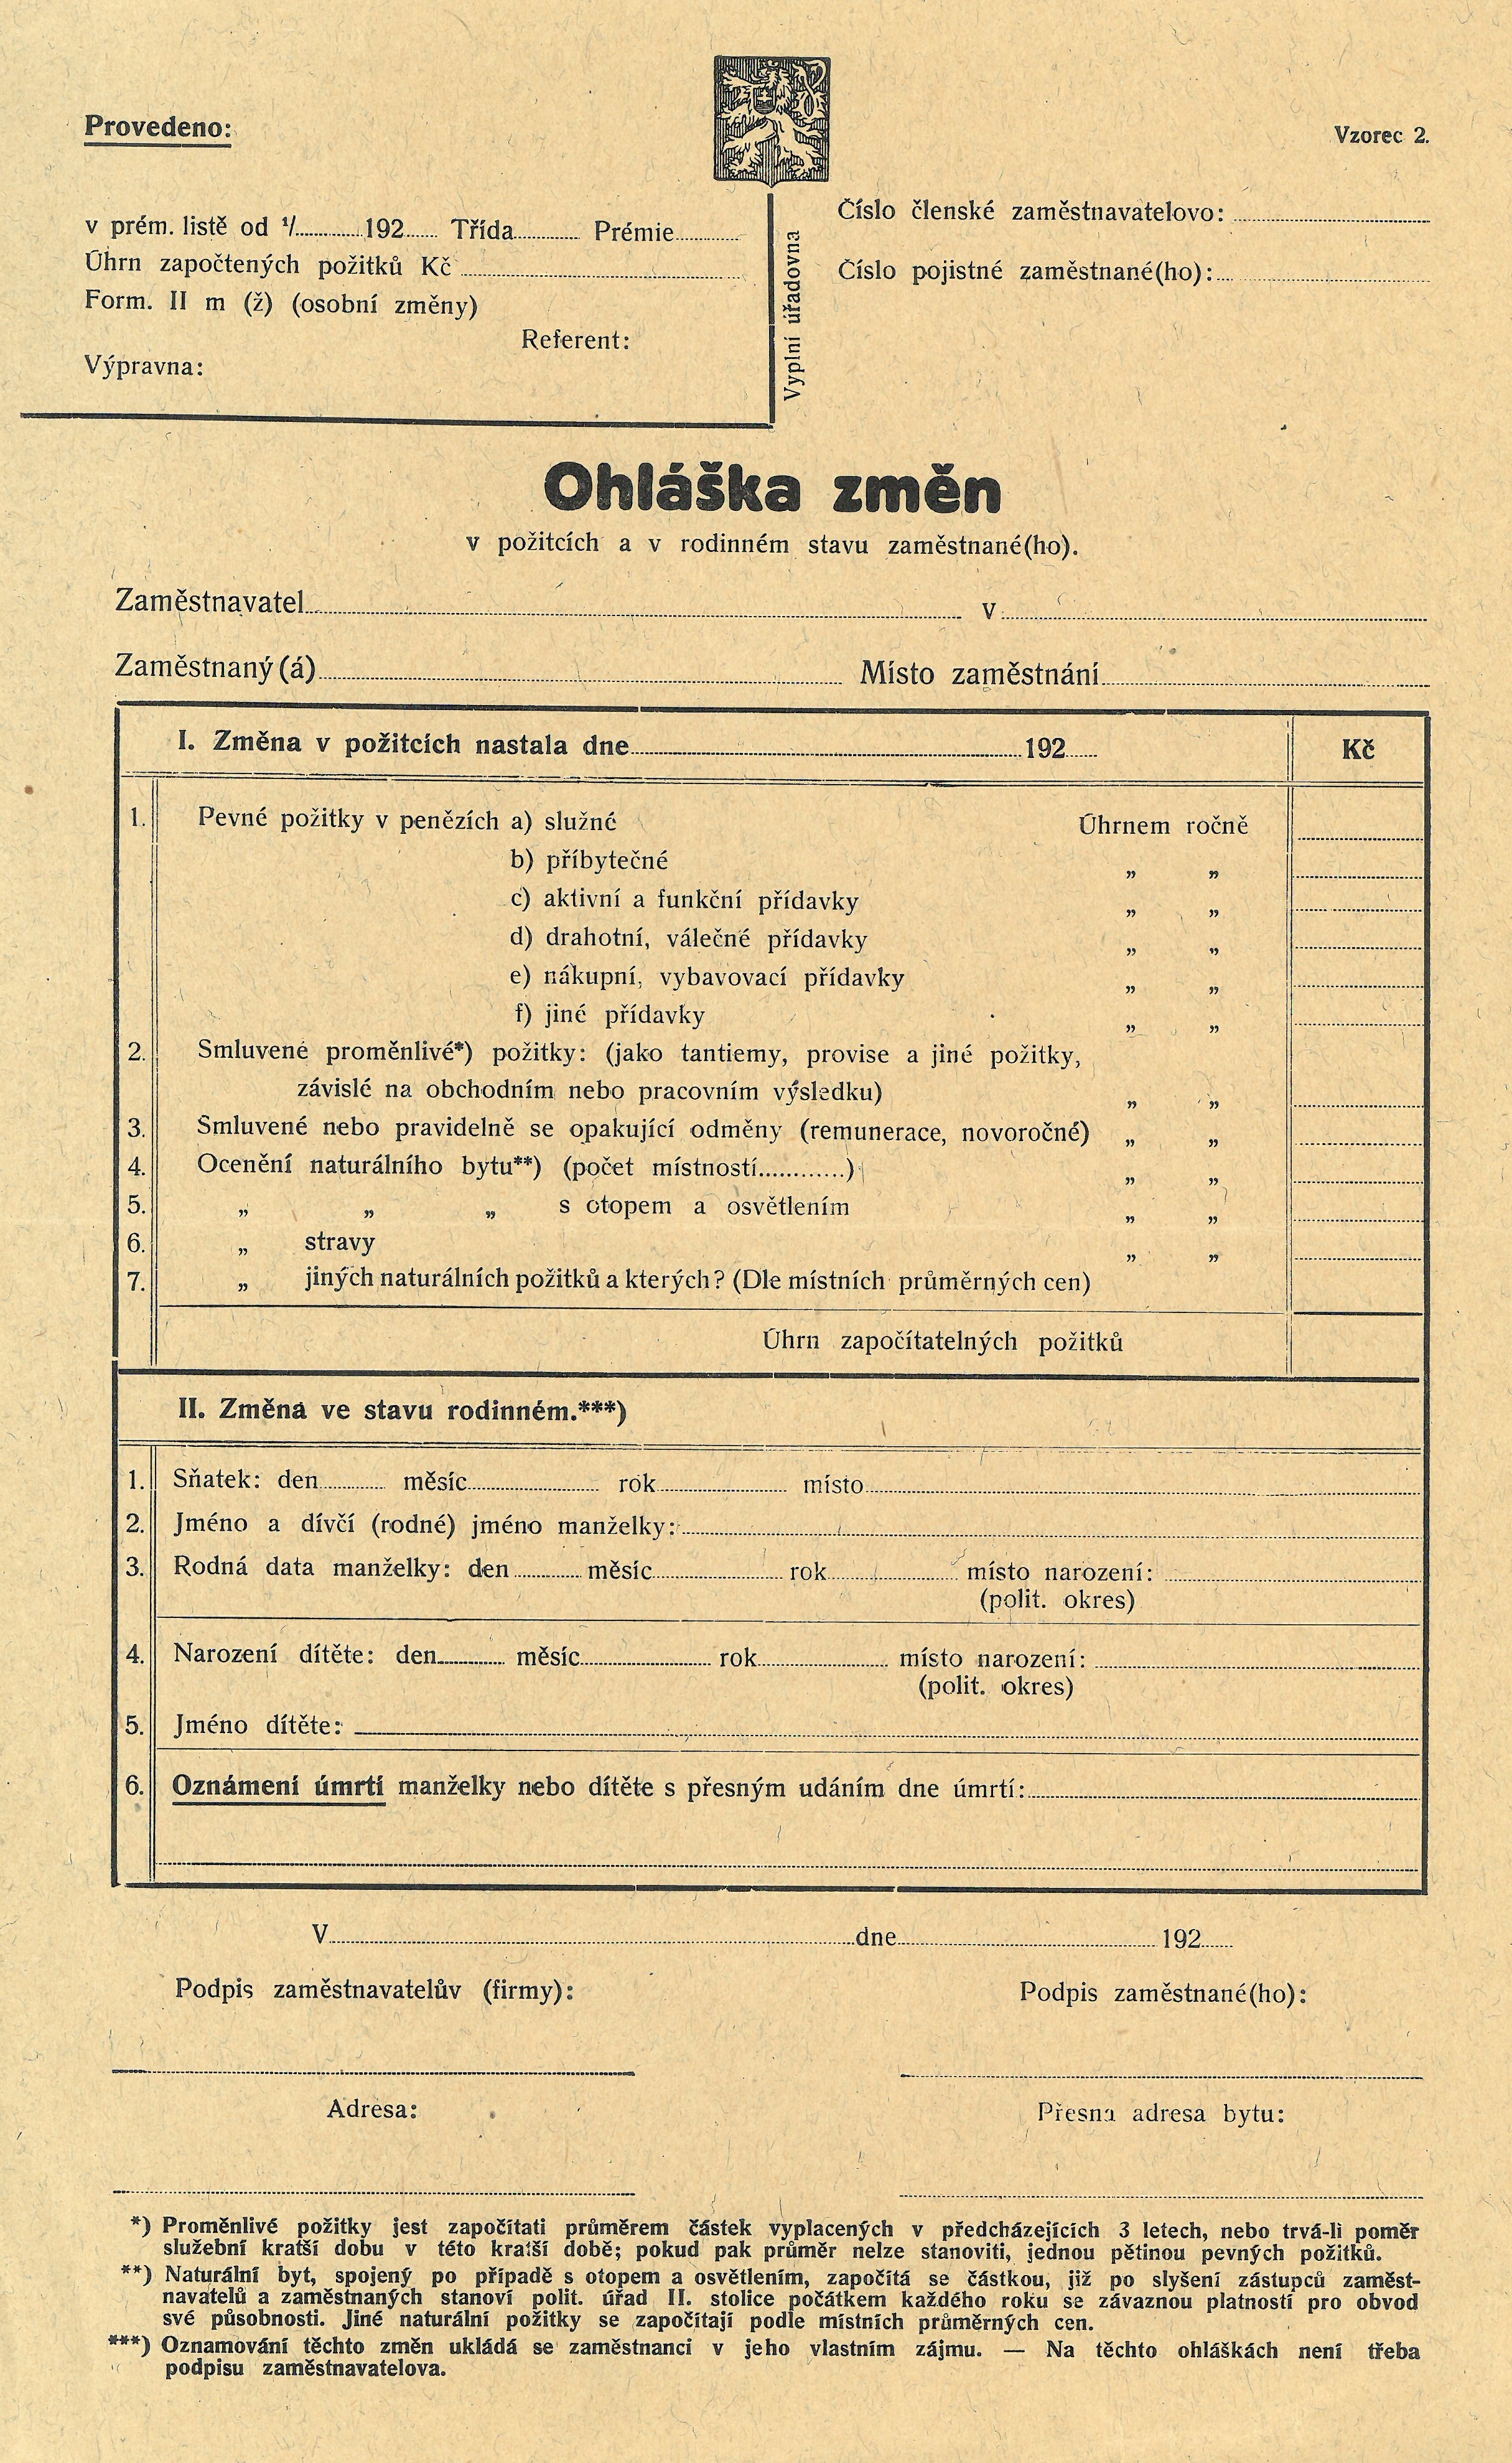 Provedeno:
Vzorec 2.
v prém. listě od ¹/............192...... Třída............ Prémie............
Úhrn započtených požitků Kč
Form. II m (ž) (osobní změny)
Referent:
Výpravna:
Vyplní úřadovna
Číslo členské zaměstnavatelovo:
Číslo pojistné zaměstnané(ho):
Ohláška změn
v požitcích a v rodinném stavu zaměstnané(ho).
Zaměstnavatel............ v............
Zaměstnaný (á)............ Místo zaměstnání............
I. Změna v požitcích nastala dne............192...... Kč
1. Pevné požitky v penězích a) služné Úhrnem ročně
b) příbytečné „ „
c) aktivní a funkční přídavky „ „
d) drahotní, válečné přídavky „ „
e) nákupní, vybavovací přídavky „ „
f) jiné přídavky „ „
2. Smluvené proměnlivé*) požitky: (jako tantiemy, provise a jiné požitky,
závislé na obchodním nebo pracovním výsledku) „ „
3. Smluvené nebo pravidelně se opakující odměny (remunerace, novoročné) „ „
4. Ocenění naturálního bytu**) (počet místností............) „ „
5. „ „ „ s otopem a osvětlením „ „
6. „ stravy „ „
7. „ jiných naturálních požitků a kterých? (Dle místních průměrných cen)
Úhrn započítatelných požitků
II. Změna ve stavu rodinném.***)
1. Sňatek: den............ měsíc............ rok............ místo............
2. Jméno a dívčí (rodné) jméno manželky:
3. Rodná data manželky: den............ měsíc............ rok............ místo narození:
(polit. okres)
4. Narození dítěte: den............ měsíc............ rok............ místo narození:
(polit. okres)
5. Jméno dítěte:
6. Oznámení úmrtí manželky nebo dítěte s přesným udáním dne úmrtí:
V............dne............192......
Podpis zaměstnavatelův (firmy): Podpis zaměstnané(ho):
Adresa: Přesná adresa bytu:
*) Proměnlivé požitky jest započítati průměrem částek vyplacených v předcházejících 3 letech, nebo trvá-li poměr
služební kratší dobu v této kratší době; pokud pak průměr nelze stanoviti, jednou pětinou pevných požitků.
**) Naturální byt, spojený po případě s otopem a osvětlením, započítá se částkou, již po slyšení zástupců zaměst-
navatelů a zaměstnaných stanoví polit. úřad II. stolice počátkem každého roku se závaznou platností pro obvod
své působnosti. Jiné naturální požitky se započítají podle místních průměrných cen.
***) Oznamování těchto změn ukládá se zaměstnanci v jeho vlastním zájmu. — Na těchto ohláškách není třeba
podpisu zaměstnavatelova.